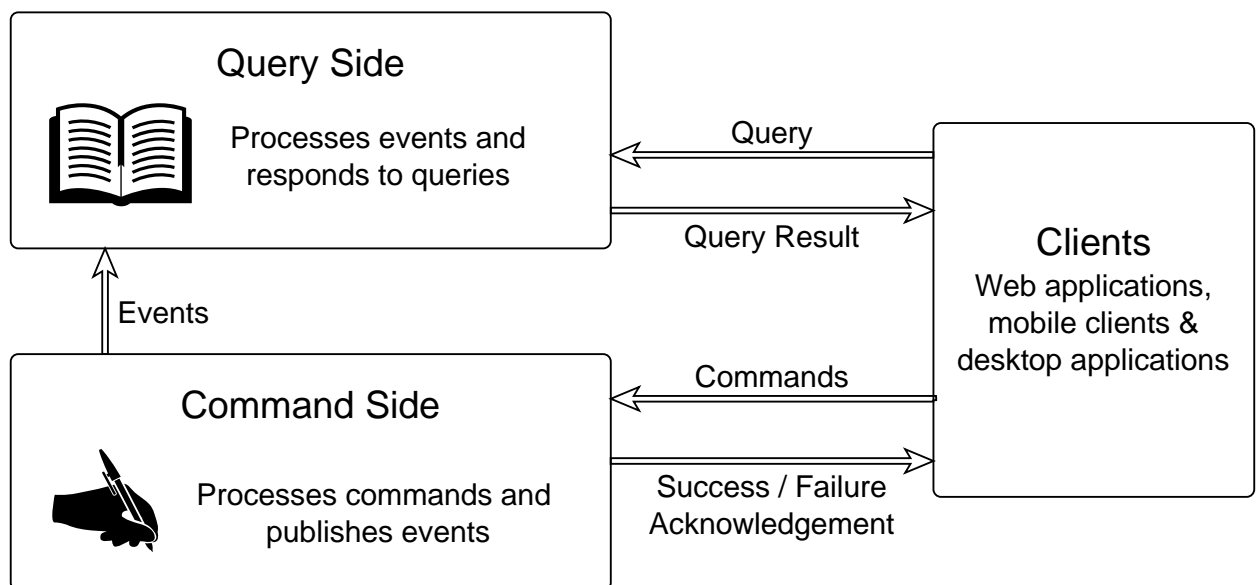 Query Side
Processes events and
responds to queries
Query
Query Result
Clients
Web applications,
mobile clients &
desktop applications
Events
Command Side
Processes commands and
publishes events
Commands
Success / Failure
Acknowledgement